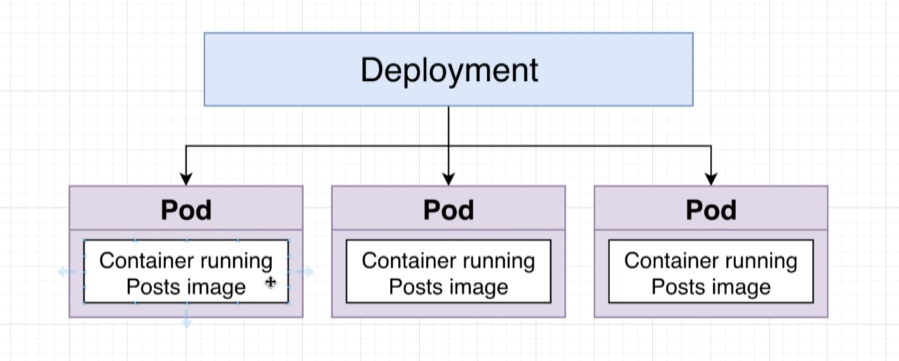 Deployment
Pod
Container running
Posts image
Pod
Container running
Posts image
Pod
Container running
Posts image